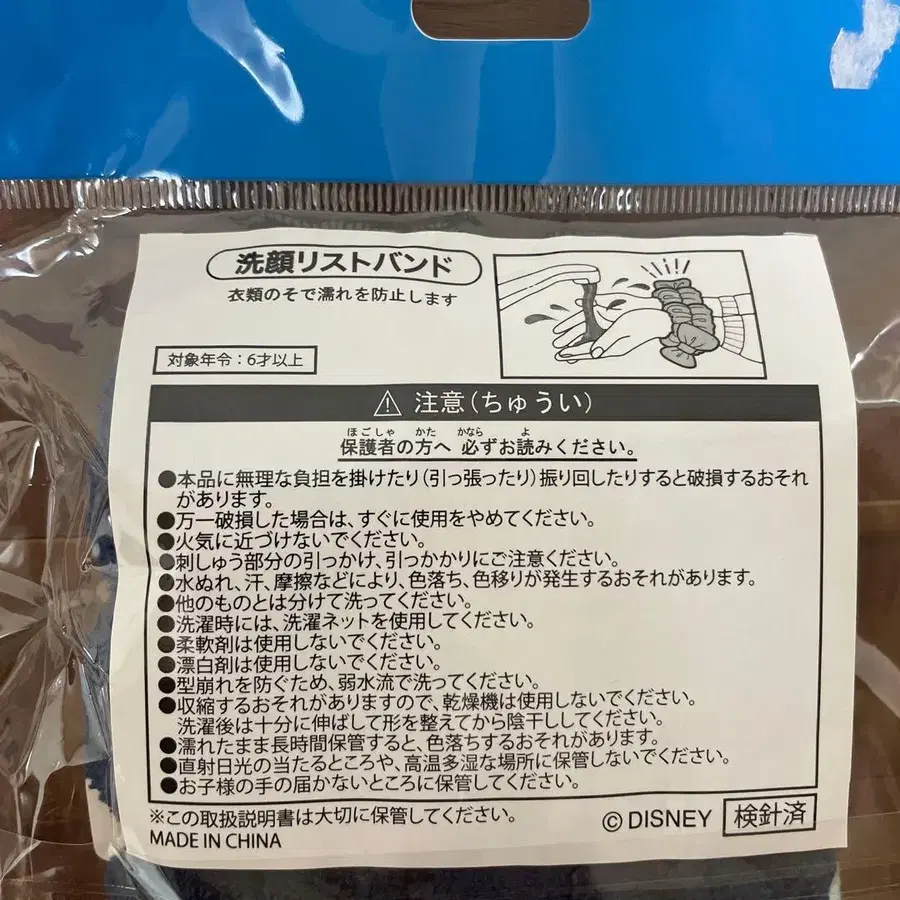 洗顔リストバンド
衣類のそで濡れを防止します
対象年令：6才以上
⚠ 注意（ちゅうい）
ほごしゃ かた かなら よ
保護者の方へ 必ずお読みください。
●本品に無理な負担を掛けたり（引っ張ったり）振り回したりすると破損するおそれ
があります。
●万一破損した場合は、すぐに使用をやめてください。
●火気に近づけないでください。
●刺しゅう部分の引っかけ、引っかかりにご注意ください。
●水ぬれ、汗、摩擦などにより、色落ち、色移りが発生するおそれがあります。
●他のものとは分けて洗ってください。
●洗濯時には、洗濯ネットを使用してください。
●柔軟剤は使用しないでください。
●漂白剤は使用しないでください。
●型崩れを防ぐため、弱水流で洗ってください。
●収縮するおそれがありますので、乾燥機は使用しないでください。
洗濯後は十分に伸ばして形を整えてから陰干ししてください。
●濡れたまま長時間保管すると、色落ちするおそれがあります。
●直射日光の当たるところや、高温多湿な場所に保管しないでください。
●お子様の手の届かないところに保管してください。
※この取扱説明書は大切に保管してください。
© DISNEY 検針済
MADE IN CHINA